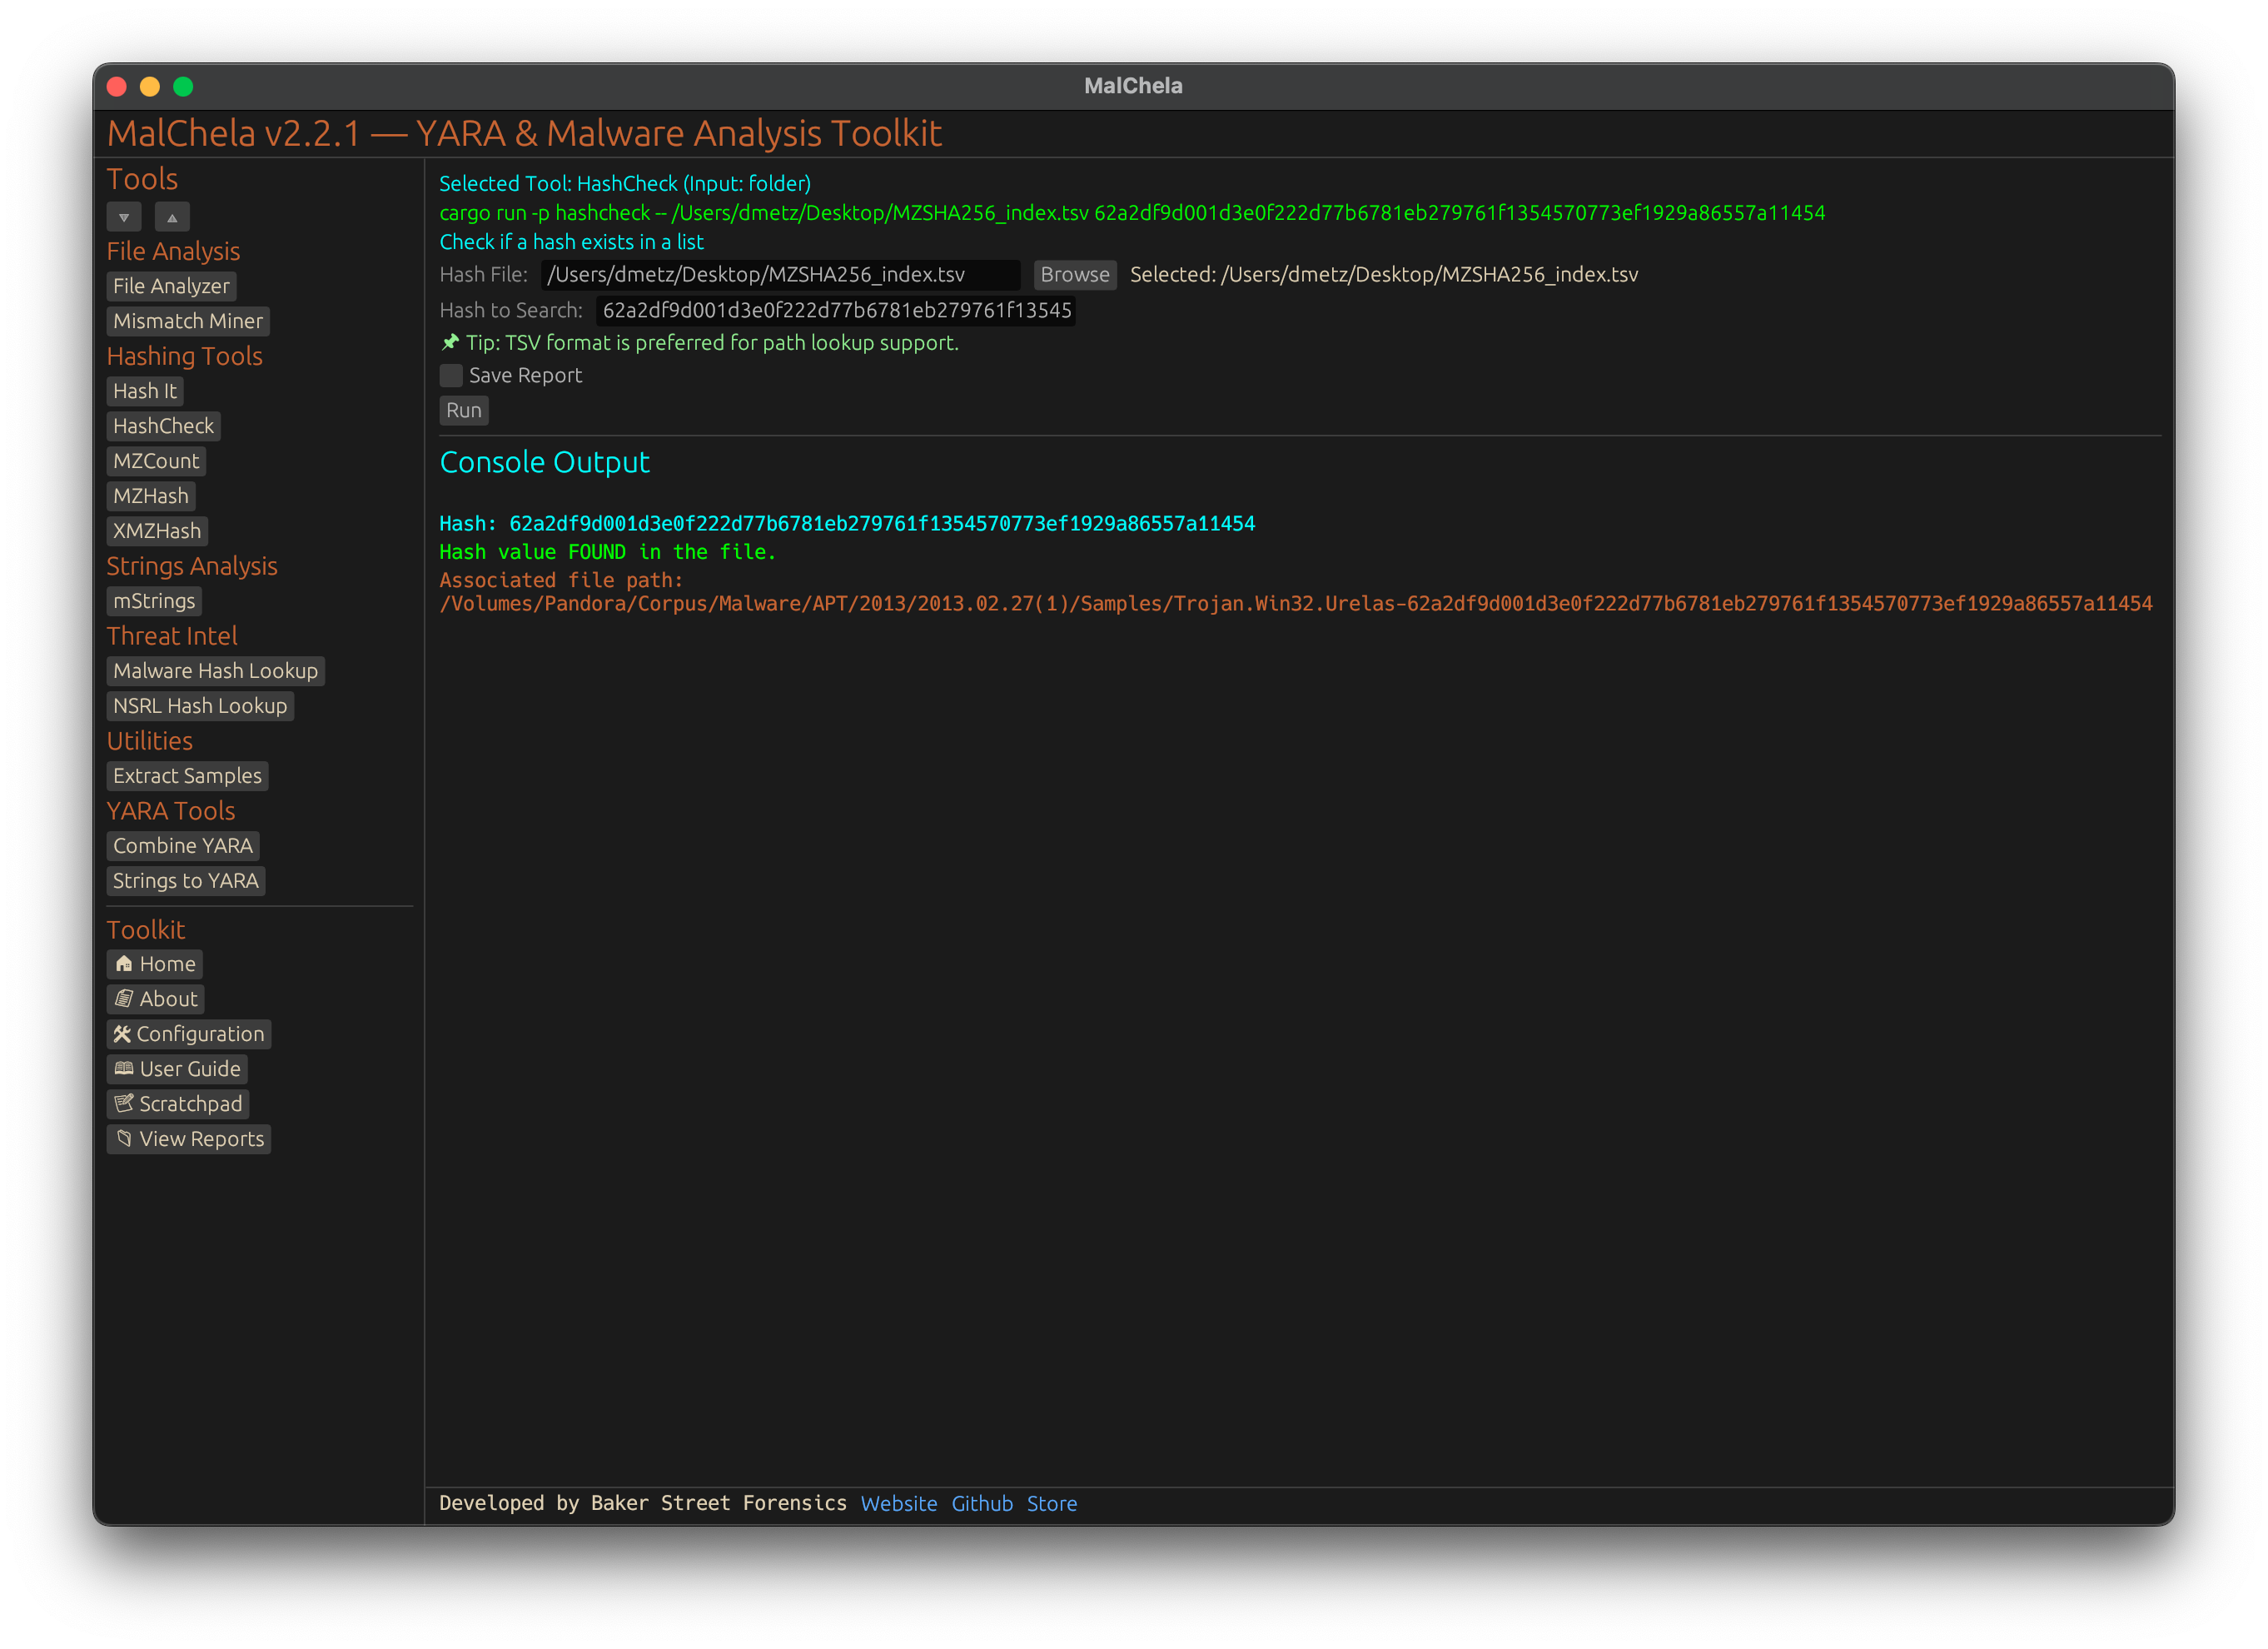 MalChela
MalChela v2.2.1 — YARA & Malware Analysis Toolkit
Tools
File Analysis
File Analyzer
Mismatch Miner
Hashing Tools
Hash It
HashCheck
MZCount
MZHash
XMZHash
Strings Analysis
mStrings
Threat Intel
Malware Hash Lookup
NSRL Hash Lookup
Utilities
Extract Samples
YARA Tools
Combine YARA
Strings to YARA
Toolkit
Home
About
Configuration
User Guide
Scratchpad
View Reports
Selected Tool: HashCheck (Input: folder)
cargo run -p hashcheck -- /Users/dmetz/Desktop/MZSHA256_index.tsv 62a2df9d001d3e0f222d77b6781eb279761f1354570773ef1929a86557a11454
Check if a hash exists in a list
Hash File: /Users/dmetz/Desktop/MZSHA256_index.tsv Browse Selected: /Users/dmetz/Desktop/MZSHA256_index.tsv
Hash to Search: 62a2df9d001d3e0f222d77b6781eb279761f13545
Tip: TSV format is preferred for path lookup support.
Save Report
Run
Console Output
Hash: 62a2df9d001d3e0f222d77b6781eb279761f1354570773ef1929a86557a11454
Hash value FOUND in the file.
Associated file path:
/Volumes/Pandora/Corpus/Malware/APT/2013/2013.02.27(1)/Samples/Trojan.Win32.Urelas-62a2df9d001d3e0f222d77b6781eb279761f1354570773ef1929a86557a11454
Developed by Baker Street Forensics Website Github Store